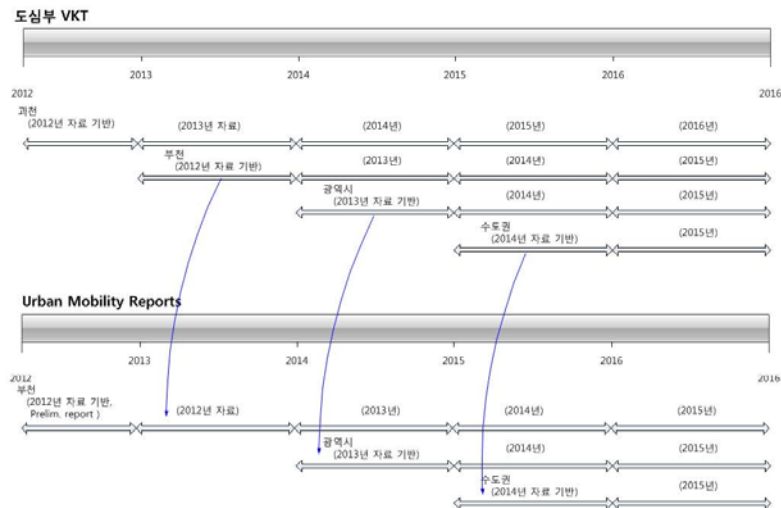 도심부 VKT
2013 2014 2015 2016
2012 2016
과천
(2012년 자료 기반) (2013년 자료) (2014년) (2015년) (2016년)
부천
(2012년 자료 기반) (2013년) (2014년) (2015년)
광역시
(2013년 자료 기반) (2014년) (2015년)
수도권
(2014년 자료 기반) (2015년)
Urban Mobility Reports
2013 2014 2015 2016
2012 2016
부천
(2012년 자료 기반,
Prelim. report ) (2012년 자료) (2013년) (2014년) (2015년)
광역시
(2013년 자료 기반) (2014년) (2015년)
수도권
(2014년 자료 기반) (2015년)